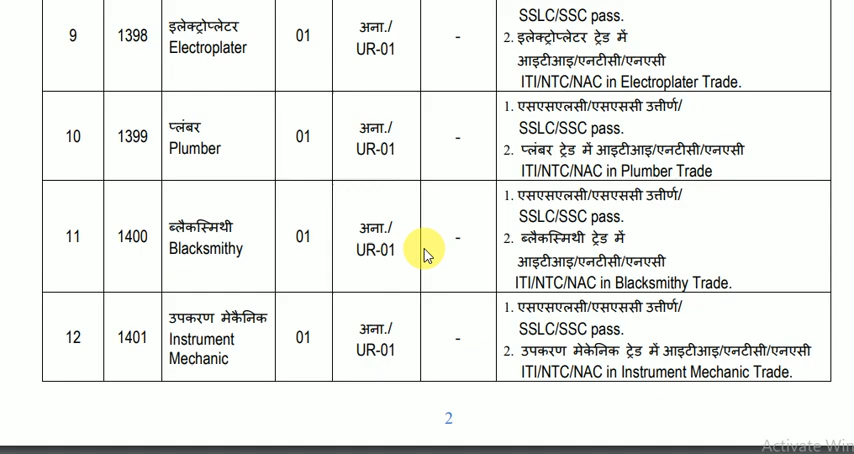 SSLC/SSC pass.
9 1398 इलेक्ट्रोप्लेटर 01 अना./ - 2. इलेक्ट्रोप्लेटर ट्रेड में
Electroplater UR-01 आइटीआइ/एनटीसी/एनएसी
ITI/NTC/NAC in Electroplater Trade.
1. एसएसएलसी/एसएससी उत्तीर्ण/
10 1399 प्लंबर 01 अना./ - SSLC/SSC pass.
Plumber UR-01 2. प्लंबर ट्रेड में आइटीआइ/एनटीसी/एनएसी
ITI/NTC/NAC in Plumber Trade
1. एसएसएलसी/एसएससी उत्तीर्ण/
SSLC/SSC pass.
11 1400 ब्लैकस्मिथी 01 अना./ - 2. ब्लैकस्मिथी ट्रेड में
Blacksmithy UR-01 आइटीआइ/एनटीसी/एनएसी
ITI/NTC/NAC in Blacksmithy Trade.
1. एसएसएलसी/एसएससी उत्तीर्ण/
12 1401 उपकरण मेकैनिक 01 अना./ - SSLC/SSC pass.
Instrument UR-01 2. उपकरण मेकेनिक ट्रेड में आइटीआइ/एनटीसी/एनएसी
Mechanic ITI/NTC/NAC in Instrument Mechanic Trade.
2
Activate Win